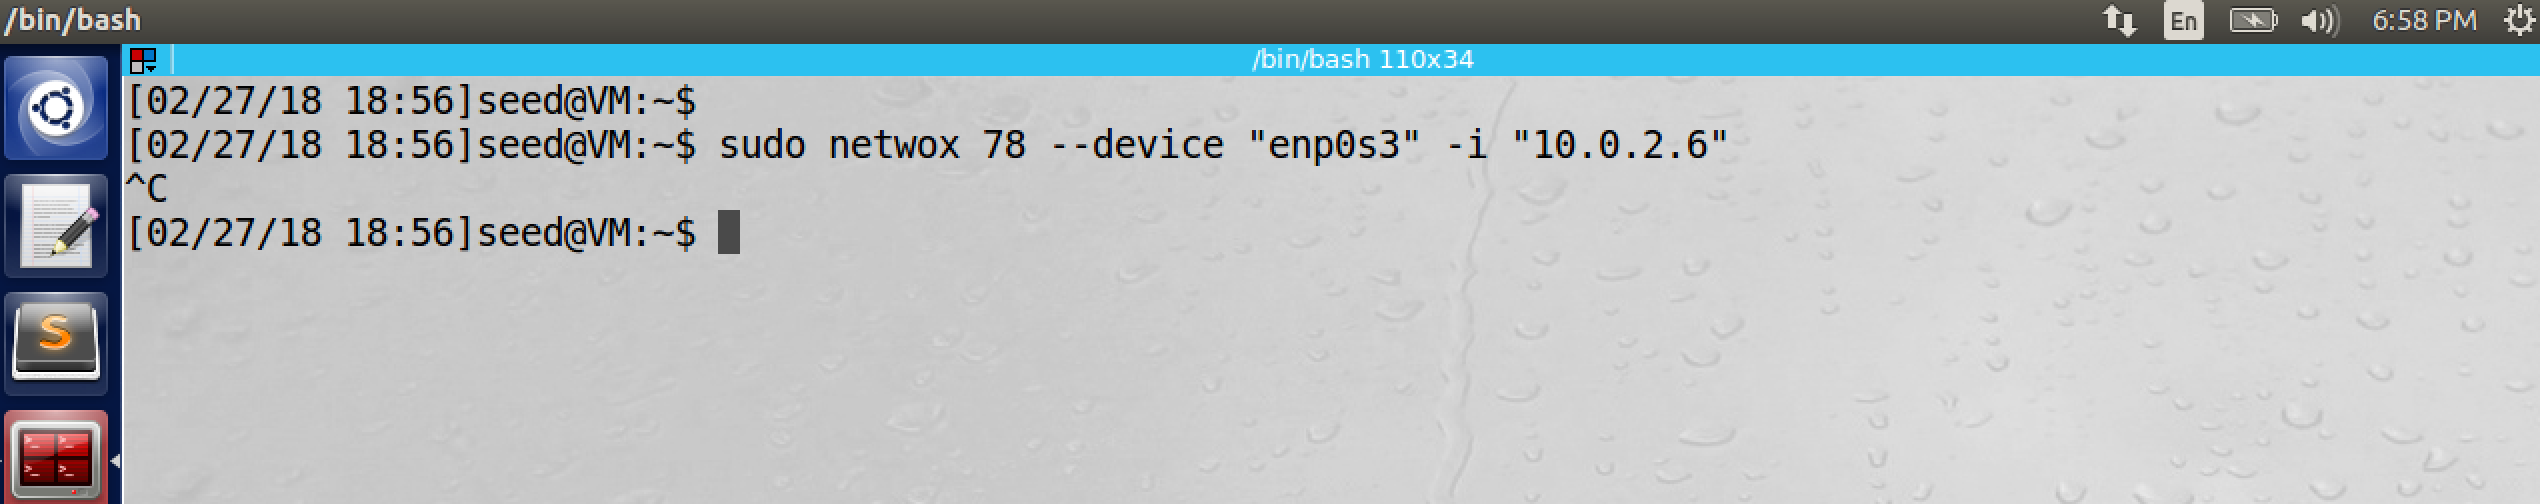 /bin/bash
En
6:58 PM
/bin/bash 110x34
[02/27/18 18:56]seed@VM:~$
[02/27/18 18:56]seed@VM:~$ sudo netwox 78 --device "enp0s3" -i "10.0.2.6"
^C
[02/27/18 18:56]seed@VM:~$
S